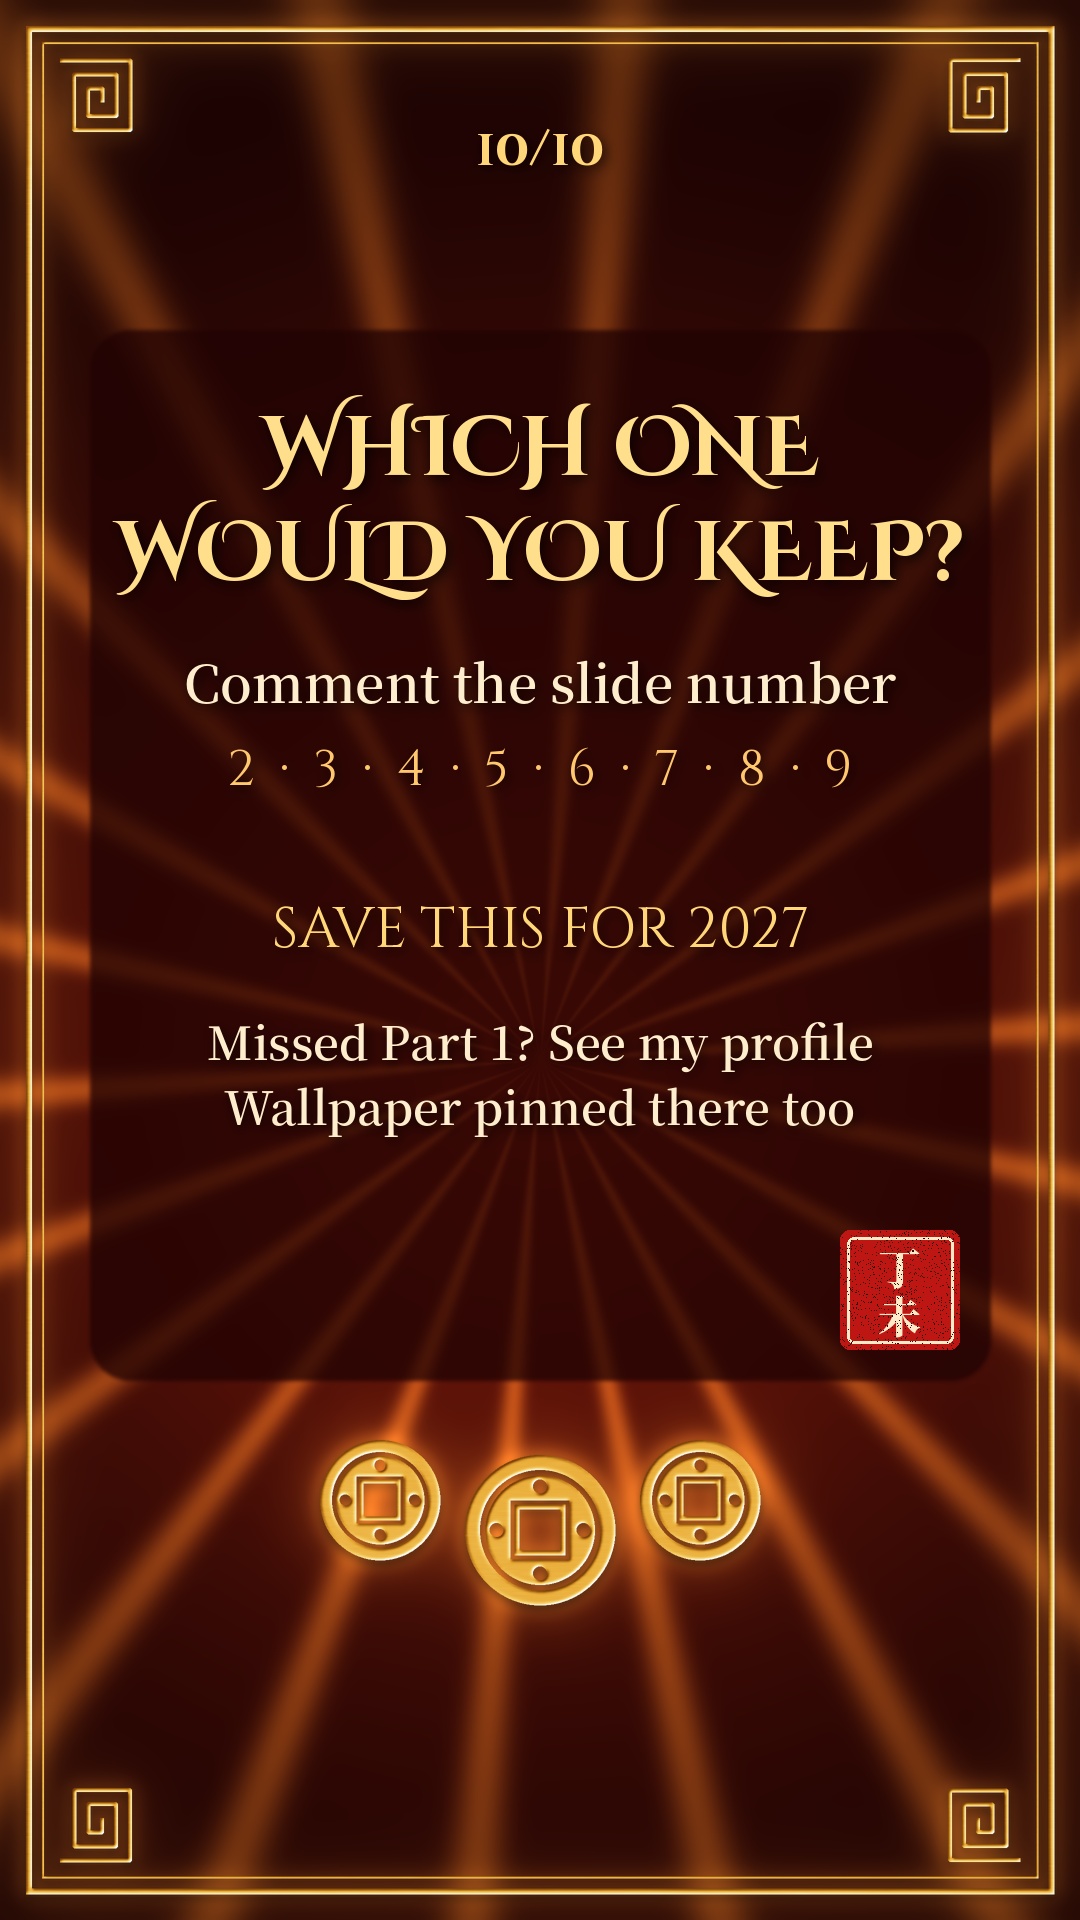 10/10
WHICH ONE
WOULD YOU KEEP?
Comment the slide number
2 · 3 · 4 · 5 · 6 · 7 · 8 · 9
SAVE THIS FOR 2027
Missed Part 1? See my profile
Wallpaper pinned there too
丁
未